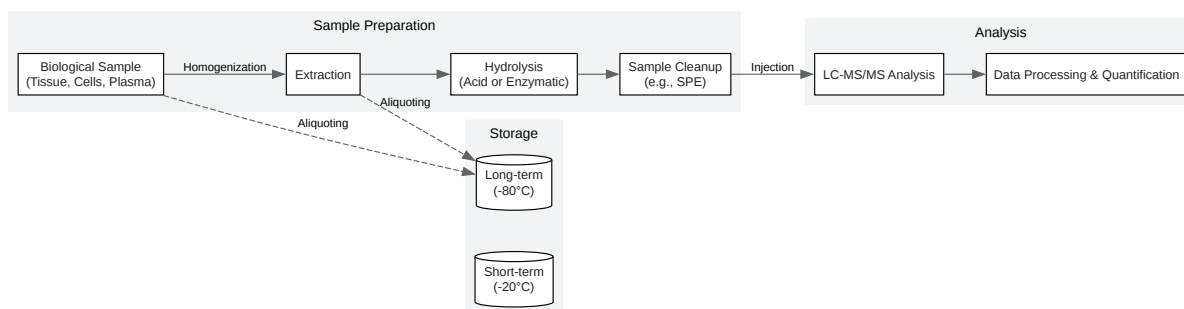 Sample Preparation
Analysis
Biological Sample
(Tissue, Cells, Plasma)
Homogenization
Extraction
Hydrolysis
(Acid or Enzymatic)
Sample Cleanup
(e.g., SPE)
Injection
LC-MS/MS Analysis
Data Processing & Quantification
Aliquoting
Aliquoting
Storage
Long-term
(-80°C)
Short-term
(-20°C)